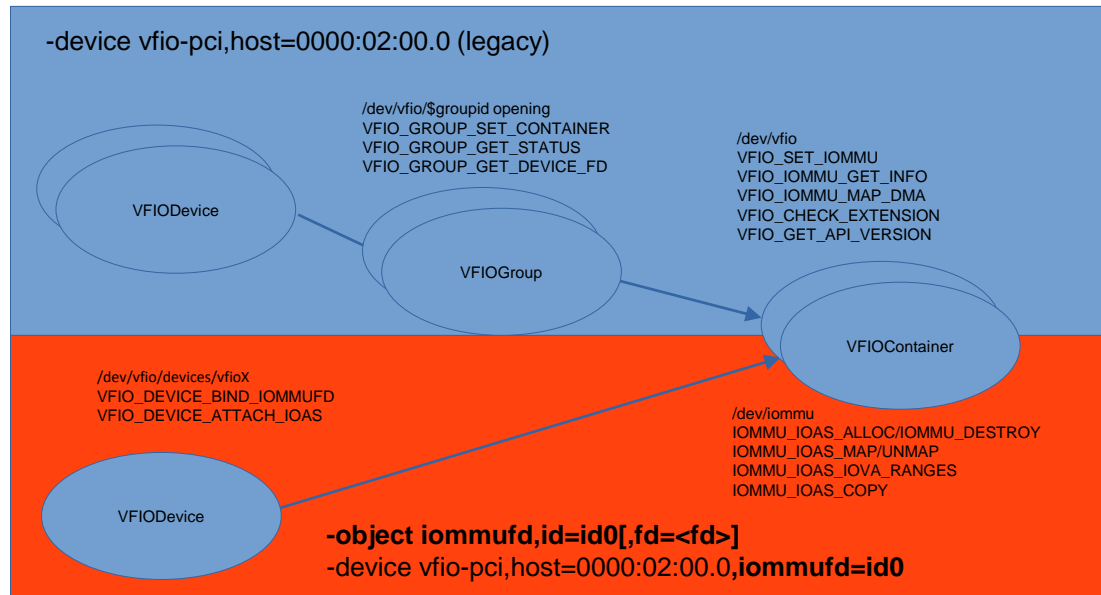 -device vfio-pci,host=0000:02:00.0 (legacy)
/dev/vfio/$groupid opening
VFIO_GROUP_SET_CONTAINER
VFIO_GROUP_GET_STATUS
VFIO_GROUP_GET_DEVICE_FD
/dev/vfio
VFIO_SET_IOMMU
VFIO_IOMMU_GET_INFO
VFIO_IOMMU_MAP_DMA
VFIO_CHECK_EXTENSION
VFIO_GET_API_VERSION
VFIODevice
VFIOGroup
VFIOContainer
/dev/vfio/devices/vfioX
VFIO_DEVICE_BIND_IOMMUFD
VFIO_DEVICE_ATTACH_IOAS
/dev/iommu
IOMMU_IOAS_ALLOC/IOMMU_DESTROY
IOMMU_IOAS_MAP/UNMAP
IOMMU_IOAS_IOVA_RANGES
IOMMU_IOAS_COPY
VFIODevice
-object iommufd,id=id0[,fd=<fd>]
-device vfio-pci,host=0000:02:00.0,iommufd=id0